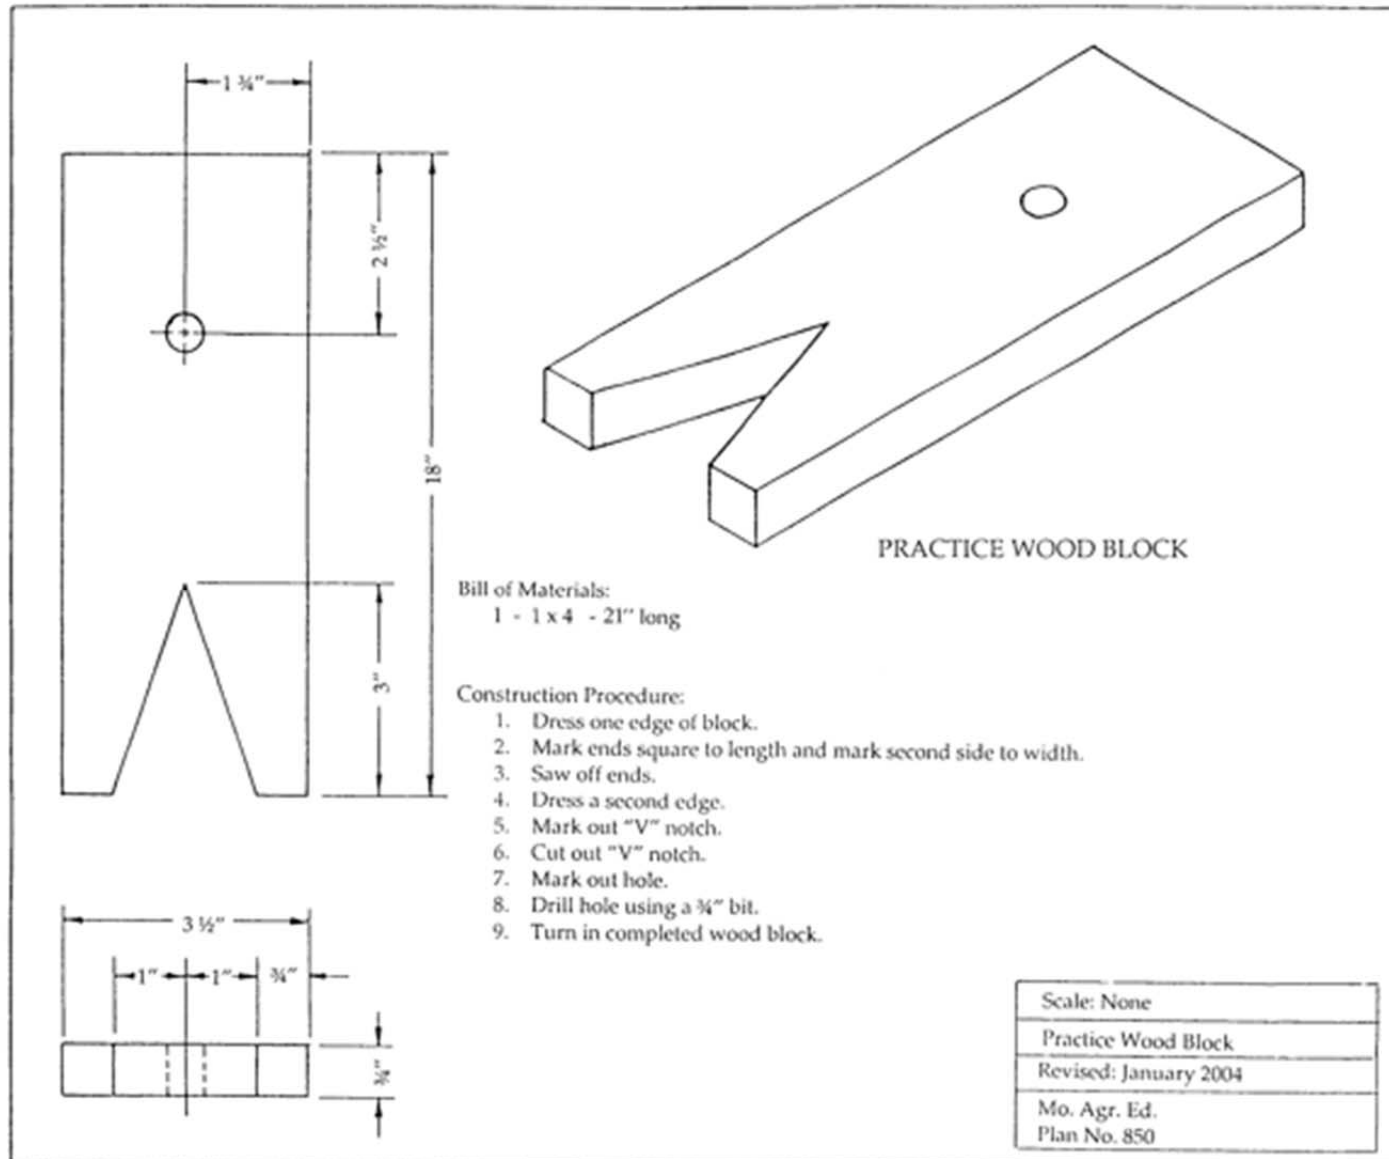 1 ¾"
2 ½"
18"
3"
PRACTICE WOOD BLOCK
Bill of Materials:
1 - 1 x 4 - 21" long
Construction Procedure:
1. Dress one edge of block.
2. Mark ends square to length and mark second side to width.
3. Saw off ends.
4. Dress a second edge.
5. Mark out "V" notch.
6. Cut out "V" notch.
7. Mark out hole.
8. Drill hole using a ¾" bit.
9. Turn in completed wood block.
3 ½"
1" 1" ¾"
¾"
Scale: None
Practice Wood Block
Revised: January 2004
Mo. Agr. Ed.
Plan No. 850